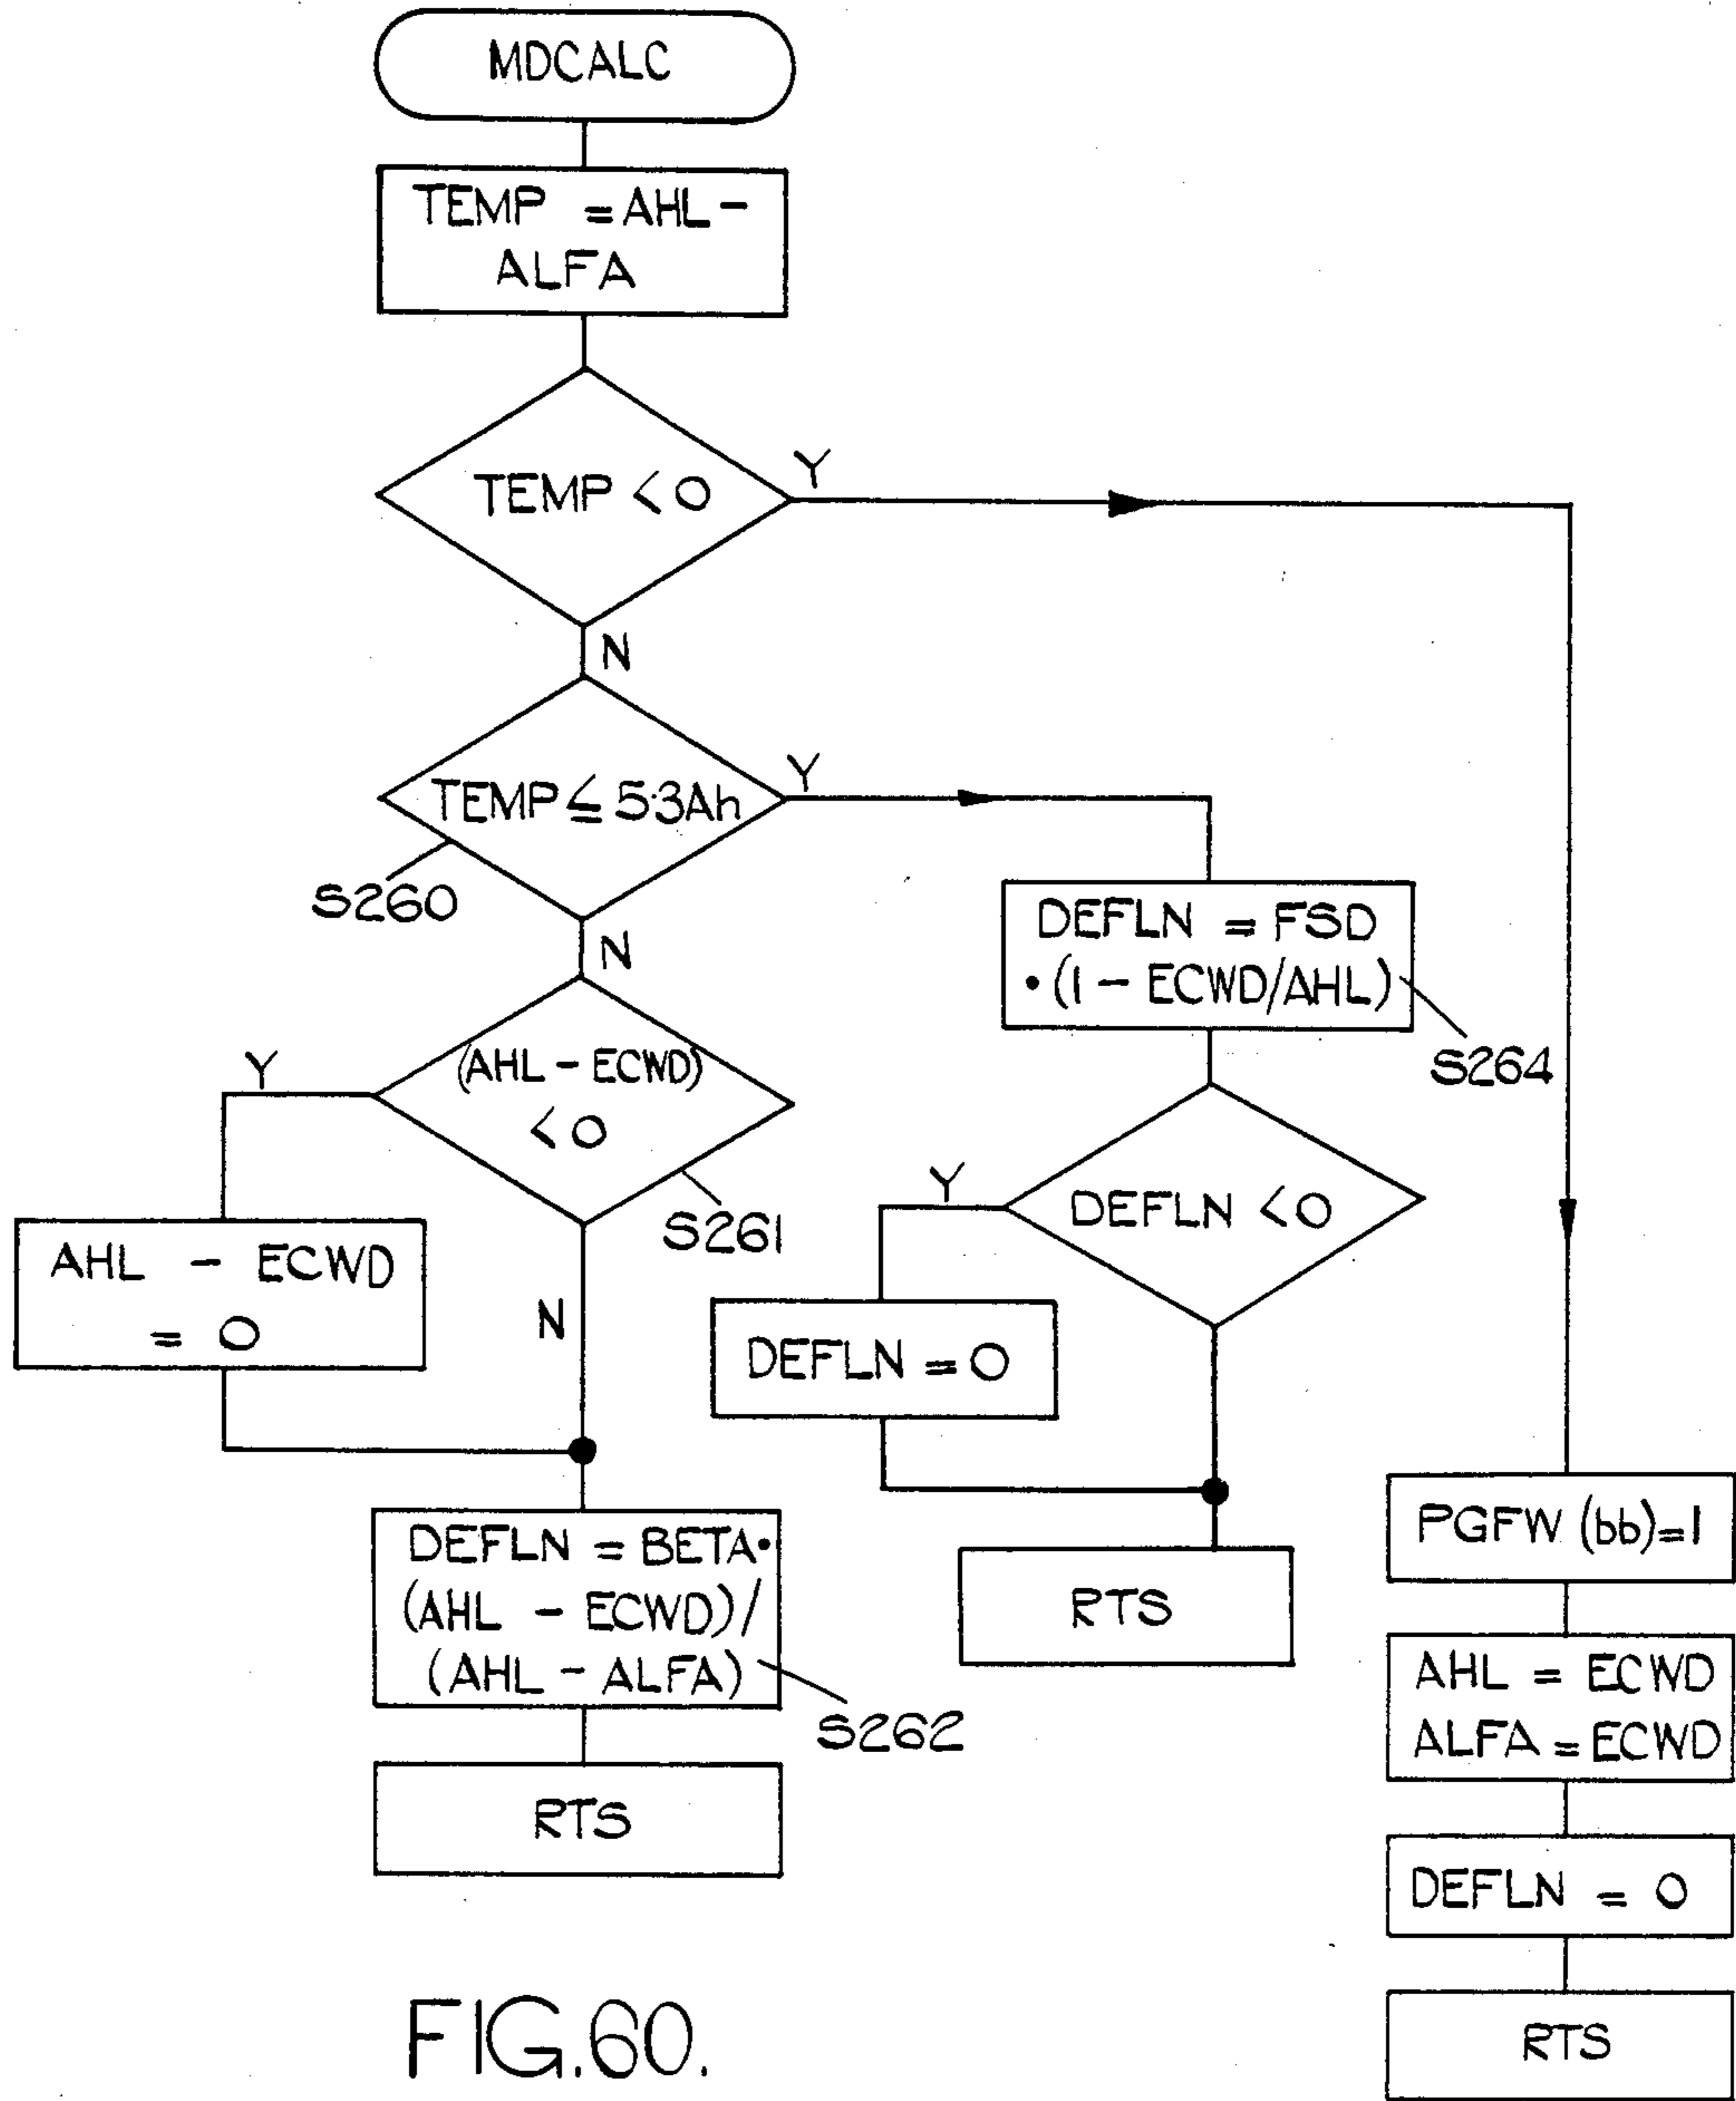 MDCALC
TEMP = AHL -
ALFA
TEMP < 0
Y
N
TEMP ≦ 5·3Ah
Y
S260
N
DEFLN = FSD
• (1 - ECWD/AHL)
S264
(AHL - ECWD)
< 0
Y
S261
N
AHL - ECWD
= 0
DEFLN < 0
Y
DEFLN = 0
RTS
DEFLN = BETA•
(AHL - ECWD)/
(AHL - ALFA)
S262
RTS
PGFW (bb)=1
AHL = ECWD
ALFA = ECWD
DEFLN = 0
RTS
FIG.60.